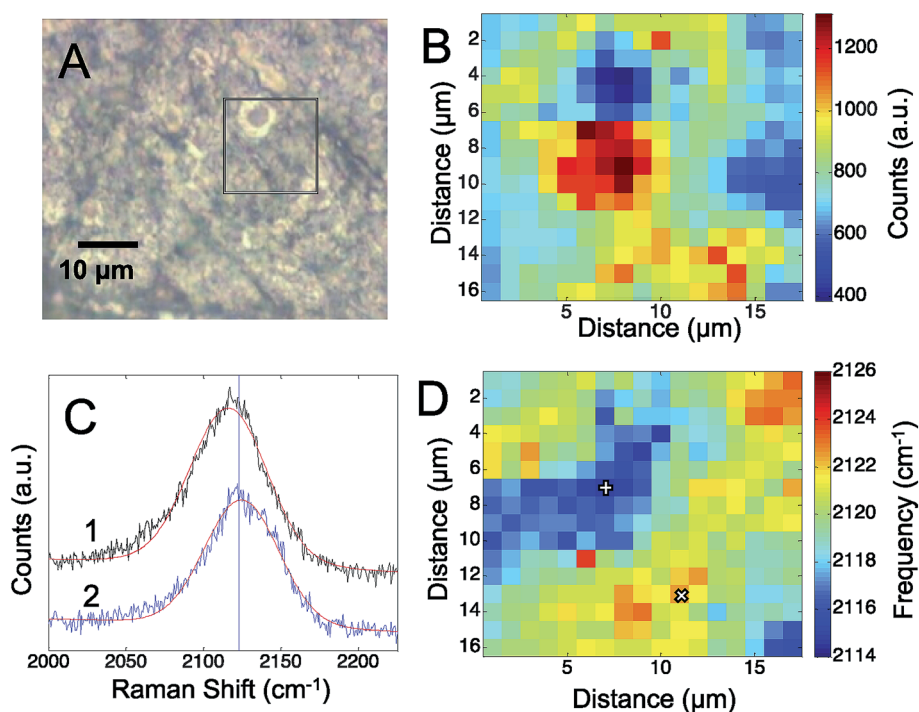 A
10 µm
B
2
4
6
8
10
12
14
16
Distance (µm)
5 10 15
Distance (µm)
1200
1000
800
600
400
Counts (a.u.)
C
1
2
Counts (a.u.)
2000 2050 2100 2150 2200
Raman Shift (cm-1)
D
2
4
6
8
10
12
14
16
Distance (µm)
5 10 15
Distance (µm)
2126
2124
2122
2120
2118
2116
2114
Frequency (cm-1)